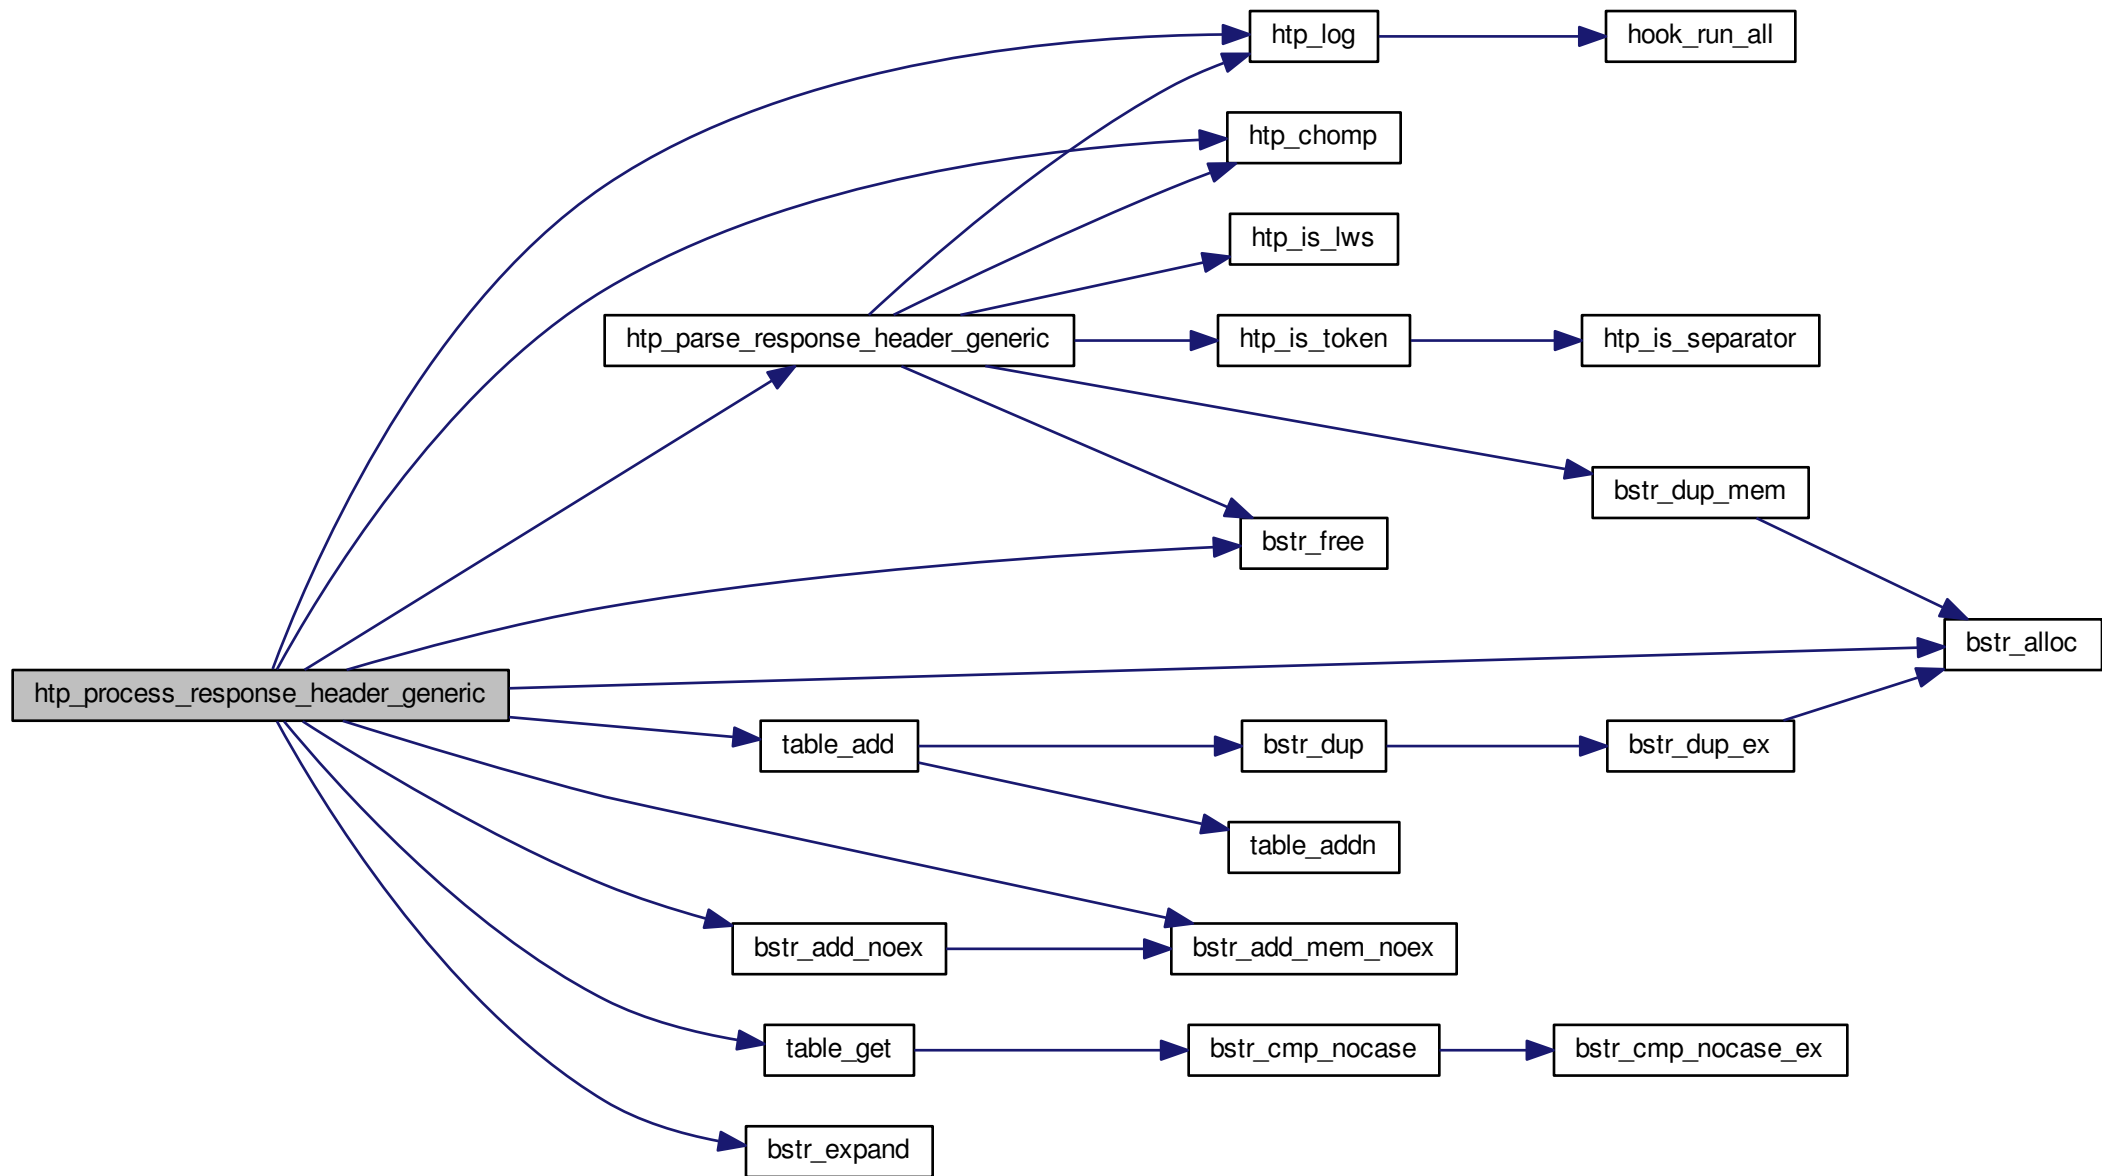 htp_log
hook_run_all
htp_chomp
htp_is_lws
htp_parse_response_header_generic
htp_is_token
htp_is_separator
bstr_dup_mem
bstr_free
bstr_alloc
htp_process_response_header_generic
table_add
bstr_dup
bstr_dup_ex
table_addn
bstr_add_noex
bstr_add_mem_noex
table_get
bstr_cmp_nocase
bstr_cmp_nocase_ex
bstr_expand